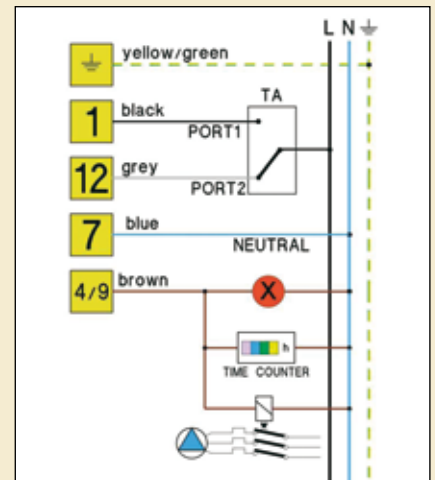 L N
yellow/green
TA
1
black
PORT1
12
grey
PORT2
7
blue
NEUTRAL
4/9
brown
X
h
TIME COUNTER